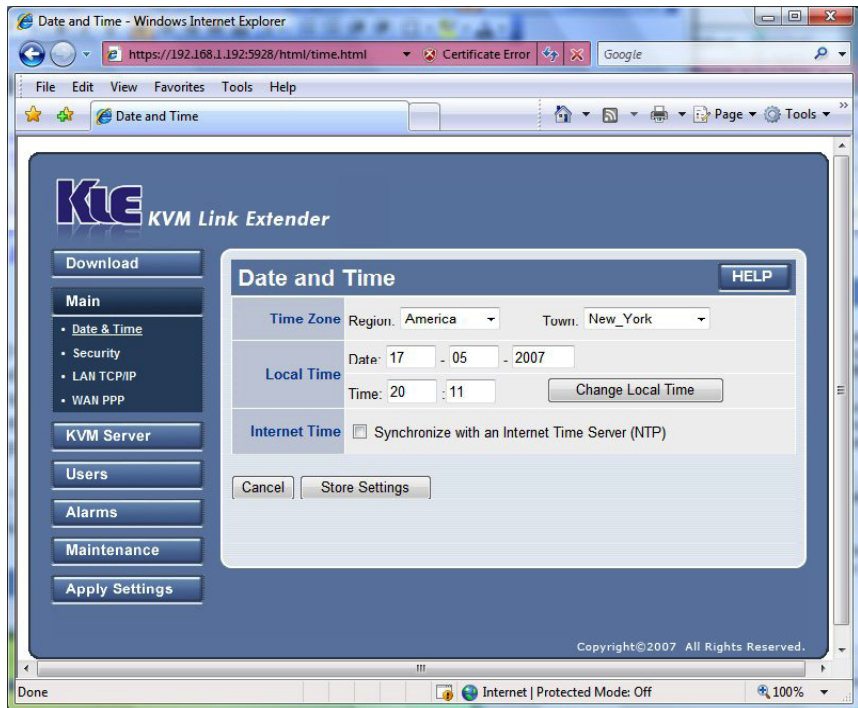 Date and Time - Windows Internet Explorer
https://192.168.1.192:5928/html/time.html
Certificate Error
Google
File Edit View Favorites Tools Help
Date and Time
Page Tools
KLE KVM Link Extender
Download
Main
Date & Time
Security
LAN TCP/IP
WAN PPP
KVM Server
Users
Alarms
Maintenance
Apply Settings
Date and Time
HELP
Time Zone Region: America Town: New_York
Local Time
Date: 17 - 05 - 2007
Time: 20 : 11 Change Local Time
Internet Time Synchronize with an Internet Time Server (NTP)
Cancel Store Settings
Copyright©2007 All Rights Reserved.
Done
Internet | Protected Mode: Off
100%